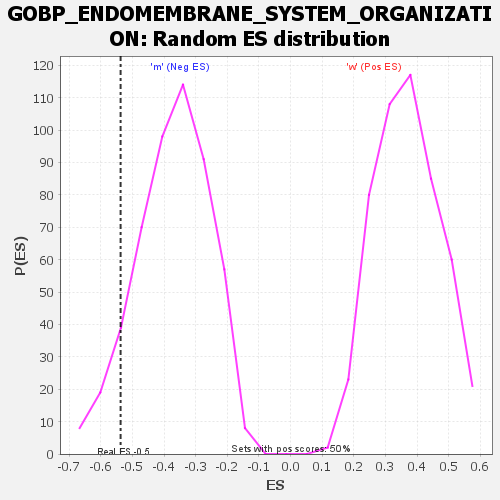 GOBP_ENDOMEMBRANE_SYSTEM_ORGANIZATI
ON: Random ES distribution
'm' (Neg ES)
'w' (Pos ES)
120
110
100
90
80
70
60
50
40
30
20
10
0
P(ES)
Real ES -0.5
Sets with pos scores: 50%
-0.7 -0.6 -0.5 -0.4 -0.3 -0.2 -0.1 0.0 0.1 0.2 0.3 0.4 0.5 0.6
ES